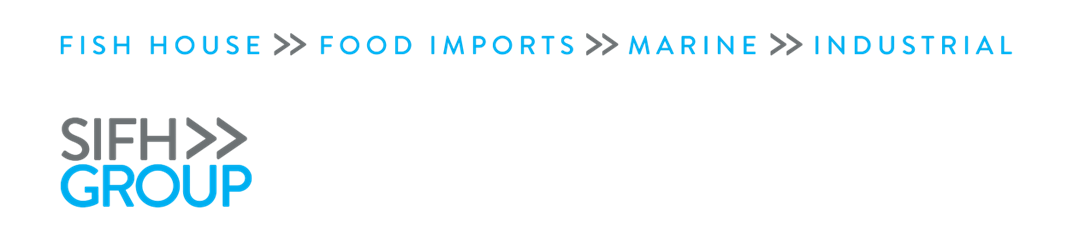 FISH HOUSE >> FOOD IMPORTS >> MARINE >> INDUSTRIAL
SIFH>>
GROUP